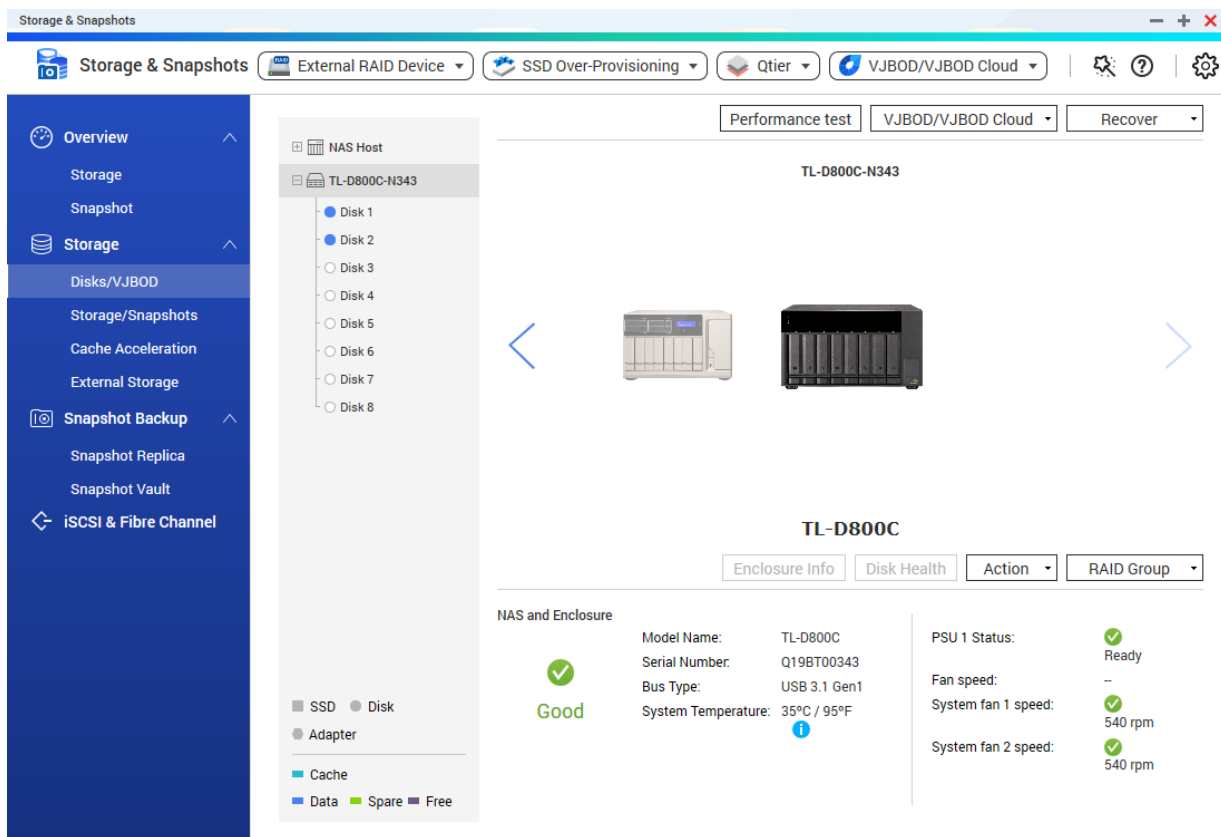 Storage & Snapshots
Storage & Snapshots
External RAID Device
SSD Over-Provisioning
Qtier
VJBOD/VJBOD Cloud
Overview
Storage
Snapshot
Storage
Disks/VJBOD
Storage/Snapshots
Cache Acceleration
External Storage
Snapshot Backup
Snapshot Replica
Snapshot Vault
iSCSI & Fibre Channel
NAS Host
TL-D800C-N343
Disk 1
Disk 2
Disk 3
Disk 4
Disk 5
Disk 6
Disk 7
Disk 8
SSD Disk
Adapter
Cache
Data Spare Free
Performance test
VJBOD/VJBOD Cloud
Recover
TL-D800C-N343
TL-D800C
Enclosure Info
Disk Health
Action
RAID Group
NAS and Enclosure
Good
Model Name: TL-D800C
Serial Number: Q19BT00343
Bus Type: USB 3.1 Gen1
System Temperature: 35ºC / 95ºF
PSU 1 Status: Ready
Fan speed: --
System fan 1 speed: 540 rpm
System fan 2 speed: 540 rpm